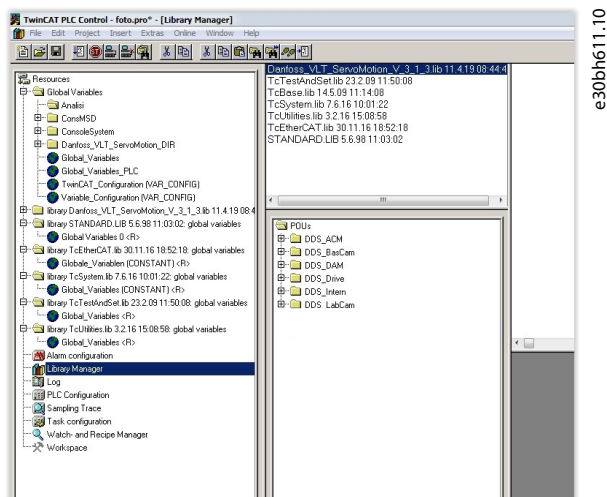 TwinCAT PLC Control - foto.pro* - [Library Manager]
File Edit Project Insert Extras Online Window Help
Resources
Global Variables
Analisi
ConsMSD
ConsoleSystem
Danfoss_VLT_ServoMotion_DIR
Global_Variables
Global_Variables_PLC
TwinCAT_Configuration (VAR_CONFIG)
Variable_Configuration (VAR_CONFIG)
library Danfoss_VLT_ServoMotion_V_3_1_3.lib 11.4.19 08:4
library STANDARD.LIB 5.6.98 11:03:02: global variables
Global Variables 0 <R>
library TcEtherCAT.lib 30.11.16 18:52:18: global variables
Globale_Variablen (CONSTANT) <R>
library TcSystem.lib 7.6.16 10:01:22: global variables
Global_Variables (CONSTANT) <R>
library TcTestAndSet.lib 23.2.09 11:50:08: global variables
Global_Variables <R>
library TcUtilities.lib 3.2.16 15:08:58: global variables
Global_Variables <R>
Alarm configuration
Library Manager
Log
PLC Configuration
Sampling Trace
Task configuration
Watch- and Recipe Manager
Workspace
Danfoss_VLT_ServoMotion_V_3_1_3.lib 11.4.19 08:44:4
TcTestAndSet.lib 23.2.09 11:50:08
TcBase.lib 14.5.09 11:14:08
TcSystem.lib 7.6.16 10:01:22
TcUtilities.lib 3.2.16 15:08:58
TcEtherCAT.lib 30.11.16 18:52:18
STANDARD.LIB 5.6.98 11:03:02
POUs
DDS_ACM
DDS_BasCam
DDS_DAM
DDS_Drive
DDS_Intern
DDS_LabCam
e30bh611.10